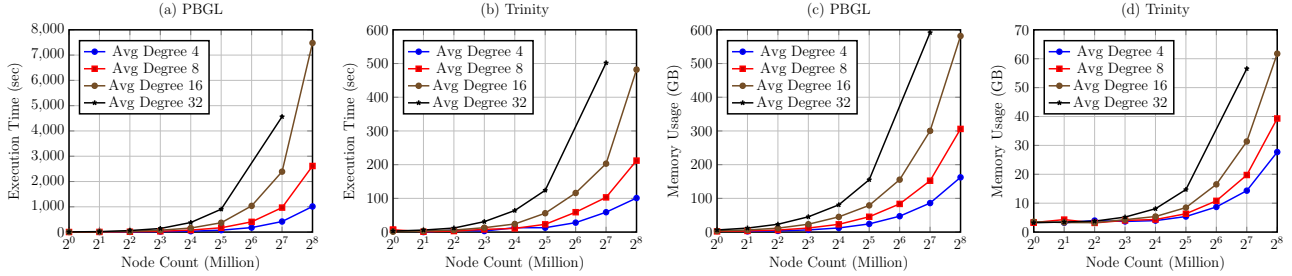 (a) PBGL
Execution Time (sec)
8,000
7,000
6,000
5,000
4,000
3,000
2,000
1,000
0
Avg Degree 4
Avg Degree 8
Avg Degree 16
Avg Degree 32
2^0 2^1 2^2 2^3 2^4 2^5 2^6 2^7 2^8
Node Count (Million)
(b) Trinity
Execution Time (sec)
600
500
400
300
200
100
0
Avg Degree 4
Avg Degree 8
Avg Degree 16
Avg Degree 32
2^0 2^1 2^2 2^3 2^4 2^5 2^6 2^7 2^8
Node Count (Million)
(c) PBGL
Memory Usage (GB)
600
500
400
300
200
100
0
Avg Degree 4
Avg Degree 8
Avg Degree 16
Avg Degree 32
2^0 2^1 2^2 2^3 2^4 2^5 2^6 2^7 2^8
Node Count (Million)
(d) Trinity
Memory Usage (GB)
70
60
50
40
30
20
10
0
Avg Degree 4
Avg Degree 8
Avg Degree 16
Avg Degree 32
2^0 2^1 2^2 2^3 2^4 2^5 2^6 2^7 2^8
Node Count (Million)